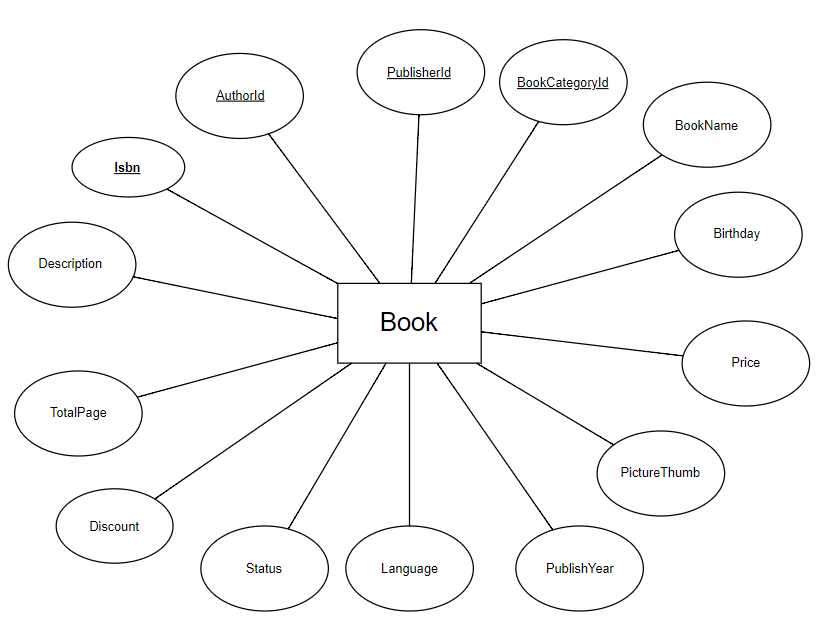 PublisherId
BookCategoryId
AuthorId
BookName
Isbn
Birthday
Description
Book
Price
TotalPage
PictureThumb
Discount
Status
Language
PublishYear